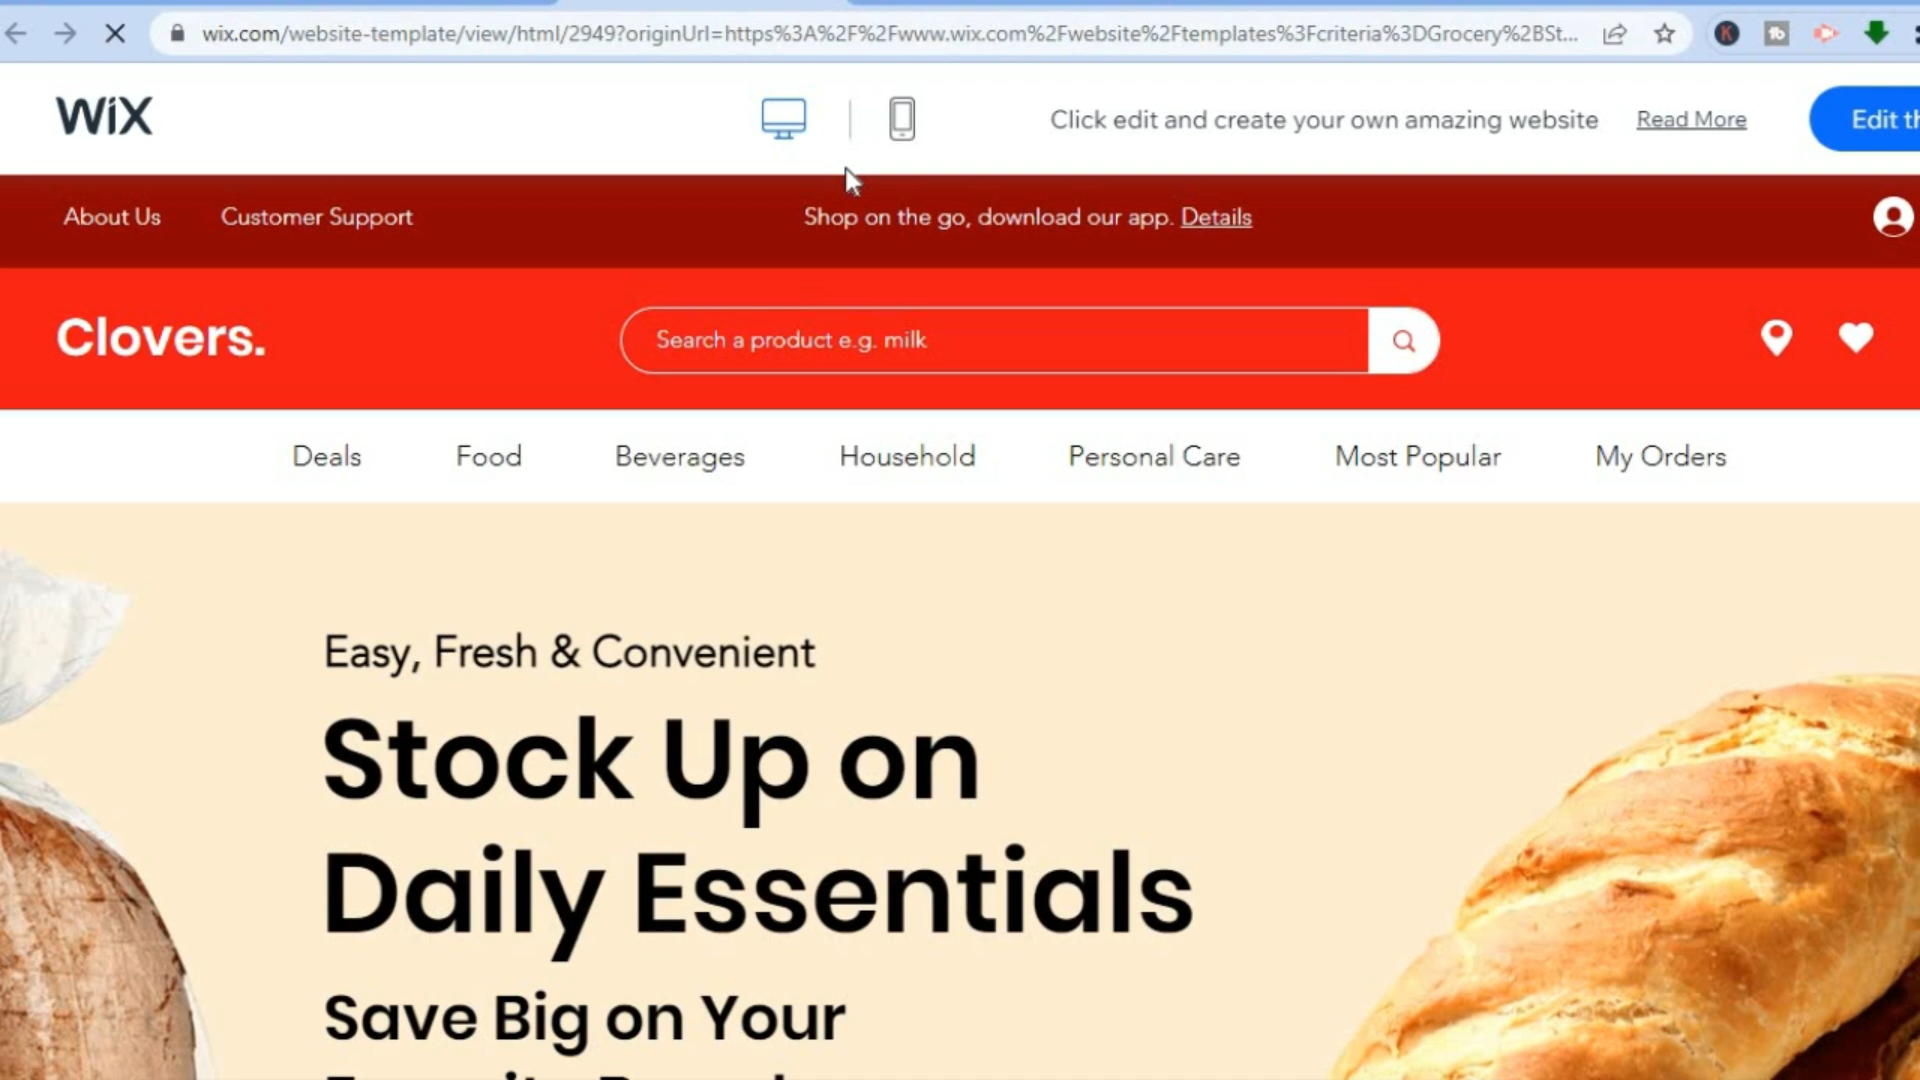 wix.com/website-template/view/html/2949?originUrl=https%3A%2F%2Fwww.wix.com%2Fwebsite%2Ftemplates%3Fcriteria%3DGrocery%2BSt...
WiX
Click edit and create your own amazing website Read More Edit th
About Us Customer Support Shop on the go, download our app. Details
Clovers.
Search a product e.g. milk
Deals Food Beverages Household Personal Care Most Popular My Orders
Easy, Fresh & Convenient
Stock Up on
Daily Essentials
Save Big on Your